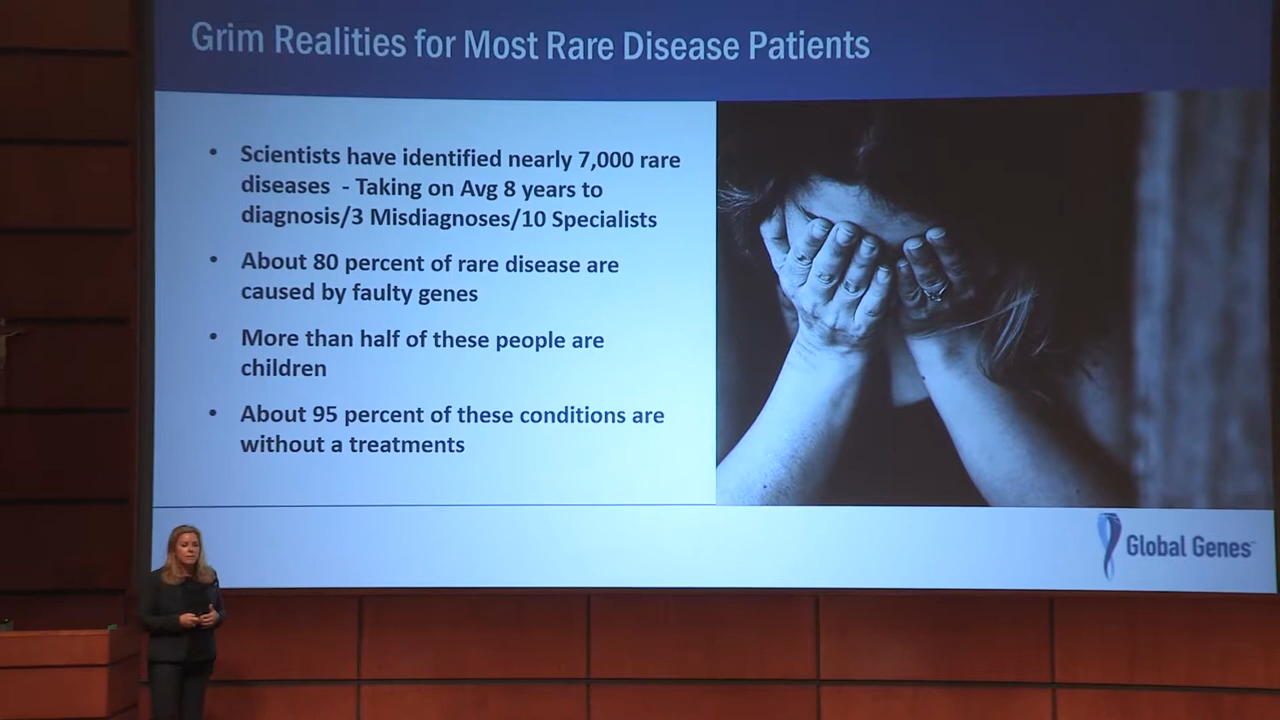 Grim Realities for Most Rare Disease Patients
• Scientists have identified nearly 7,000 rare
diseases - Taking on Avg 8 years to
diagnosis/3 Misdiagnoses/10 Specialists
• About 80 percent of rare disease are
caused by faulty genes
• More than half of these people are
children
• About 95 percent of these conditions are
without a treatments
Global Genes™